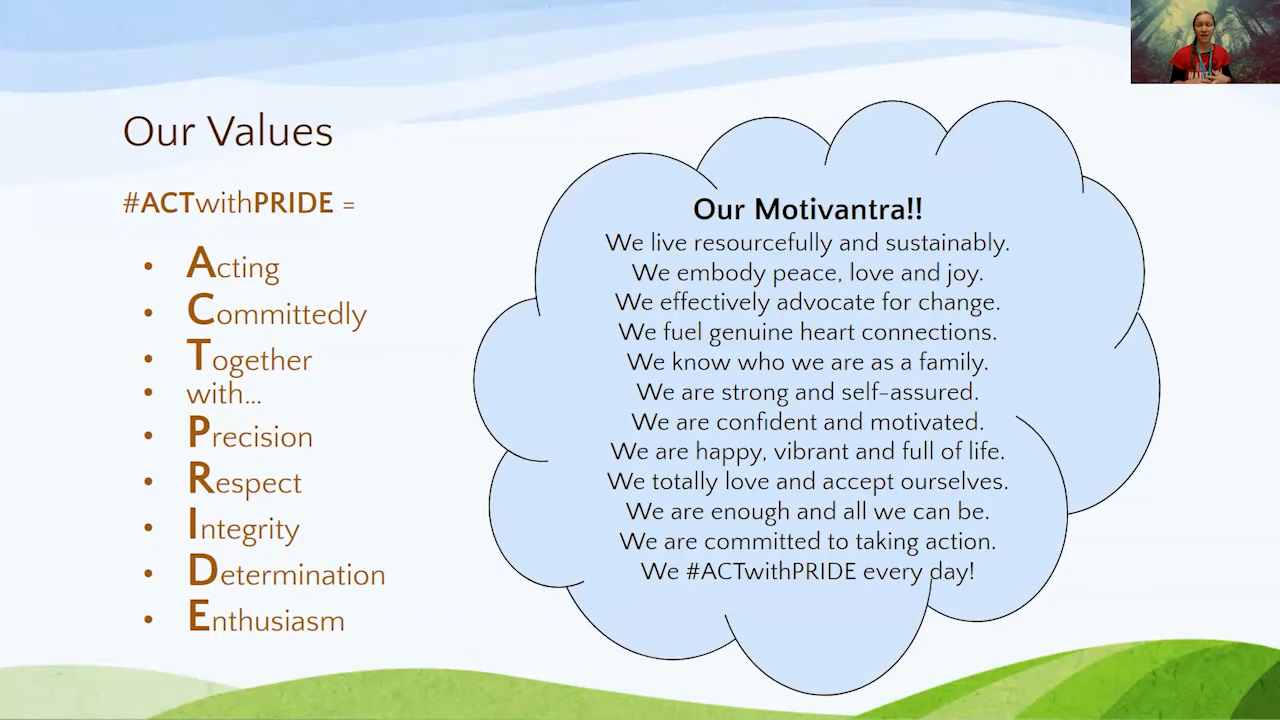 Our Values
#ACTwithPRIDE =
• Acting
• Committedly
• Together
• with...
• Precision
• Respect
• Integrity
• Determination
• Enthusiasm
Our Motivantra!!
We live resourcefully and sustainably.
We embody peace, love and joy.
We effectively advocate for change.
We fuel genuine heart connections.
We know who we are as a family.
We are strong and self-assured.
We are confident and motivated.
We are happy, vibrant and full of life.
We totally love and accept ourselves.
We are enough and all we can be.
We are committed to taking action.
We #ACTwithPRIDE every day!